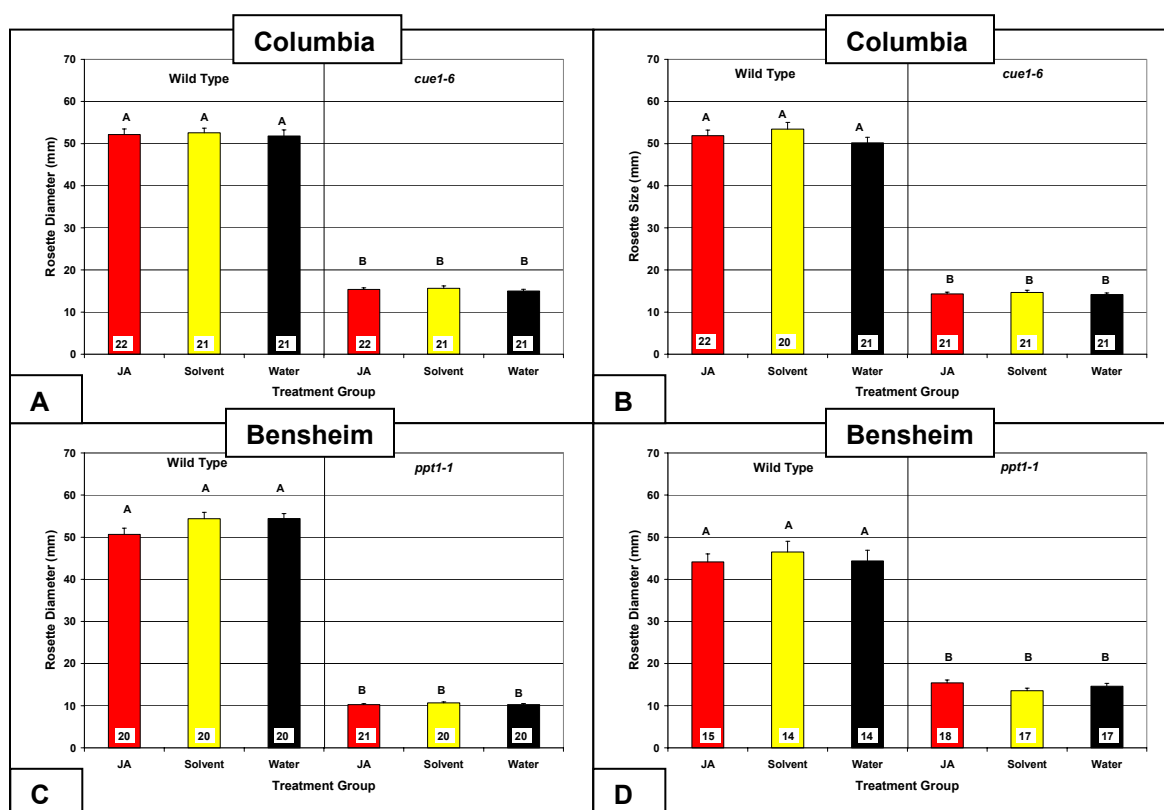 Columbia
Wild Type cue1-6
Rosette Diameter (mm)
70
60
50
40
30
20
10
0
A A A B B B
22 21 21 22 21 21
JA Solvent Water JA Solvent Water
Treatment Group
A
Columbia
Wild Type cue1-6
Rosette Size (mm)
70
60
50
40
30
20
10
0
A A A B B B
22 20 21 21 21 21
JA Solvent Water JA Solvent Water
Treatment Group
B
Bensheim
Wild Type ppt1-1
Rosette Diameter (mm)
70
60
50
40
30
20
10
0
A A A B B B
20 20 20 21 20 20
JA Solvent Water JA Solvent Water
Treatment Group
C
Bensheim
Wild Type ppt1-1
Rosette Diameter (mm)
70
60
50
40
30
20
10
0
A A A B B B
15 14 14 18 17 17
JA Solvent Water JA Solvent Water
Treatment Group
D